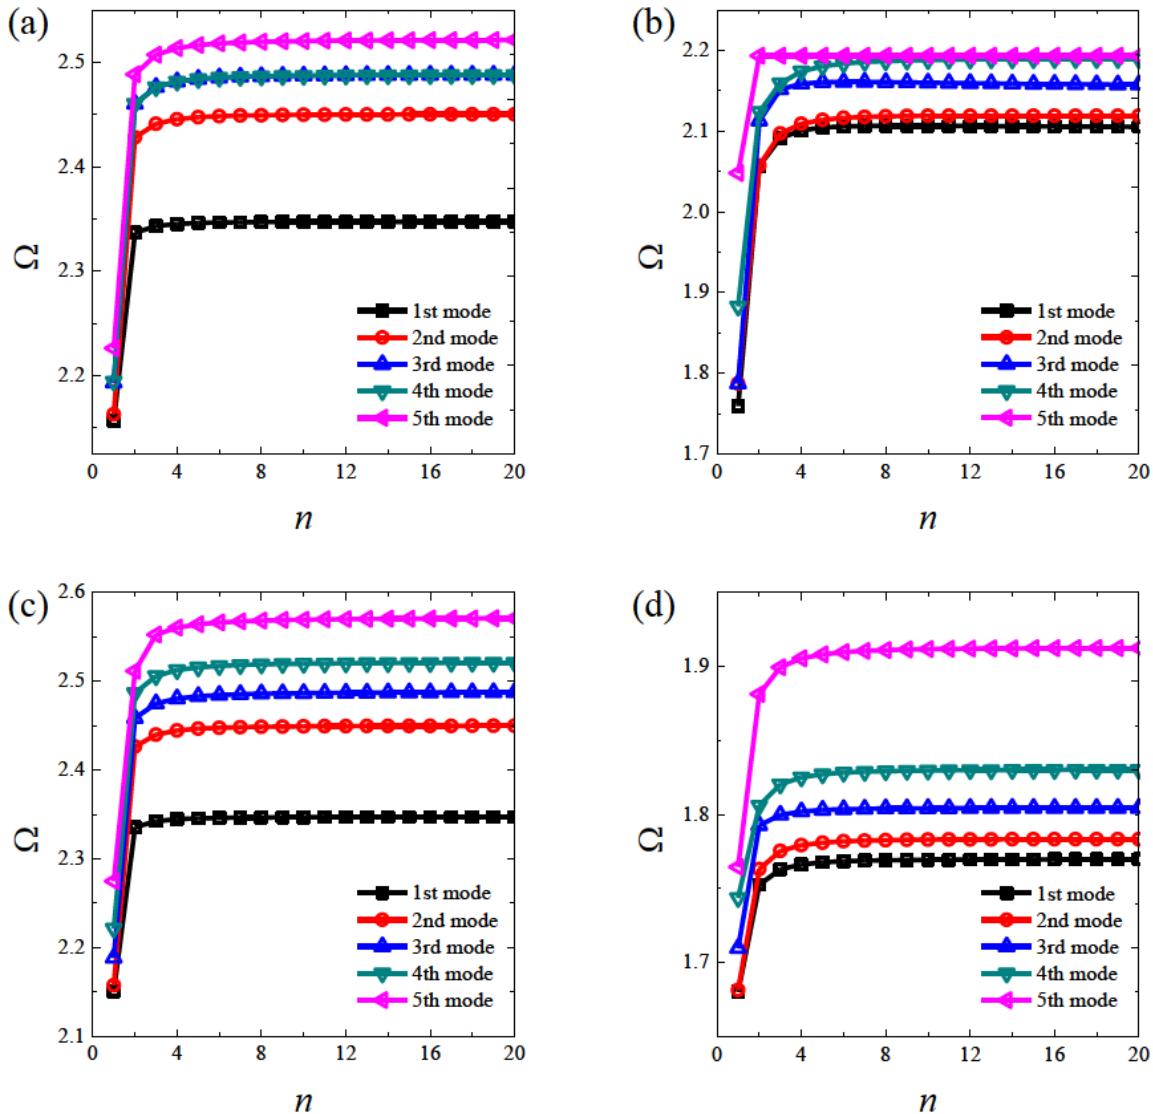 (a)
2.5
2.4
2.3
2.2
Ω
1st mode
2nd mode
3rd mode
4th mode
5th mode
0 4 8 12 16 20
n
(b)
2.2
2.1
2.0
1.9
1.8
1.7
Ω
1st mode
2nd mode
3rd mode
4th mode
5th mode
0 4 8 12 16 20
n
(c)
2.6
2.5
2.4
2.3
2.2
2.1
Ω
1st mode
2nd mode
3rd mode
4th mode
5th mode
0 4 8 12 16 20
n
(d)
1.9
1.8
1.7
Ω
1st mode
2nd mode
3rd mode
4th mode
5th mode
0 4 8 12 16 20
n